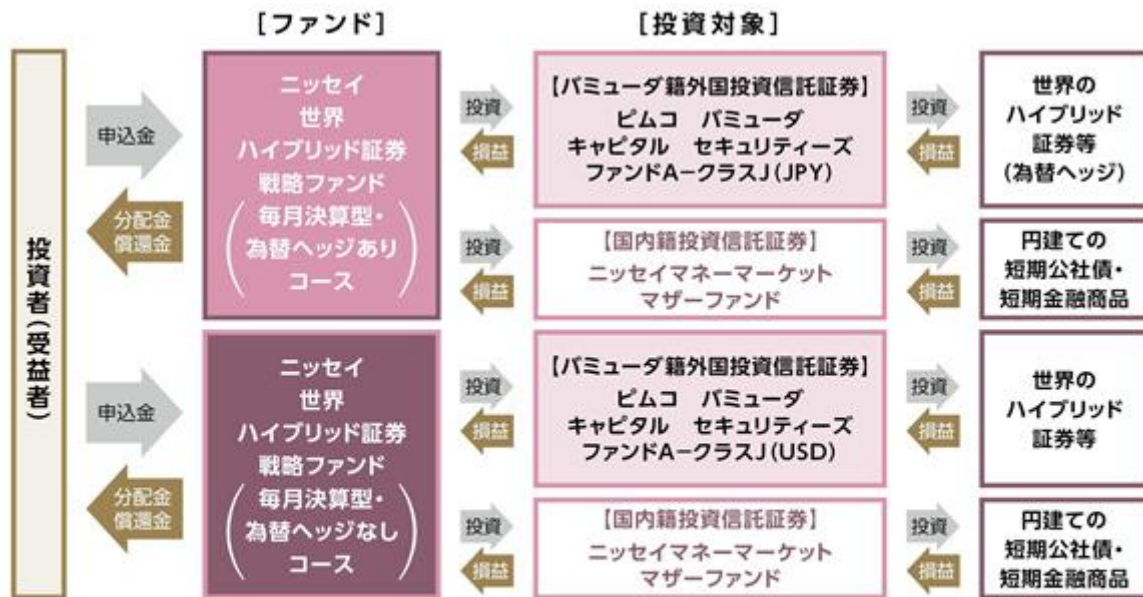 [ファンド]
[投資対象]
投資者(受益者)
申込金
分配金
償還金
ニッセイ
世界
ハイブリッド証券
戦略ファンド
(毎月決算型・
為替ヘッジあり
コース)
投資
損益
【バミューダ籍外国投資信託証券】
ピムコ バミューダ
キャピタル セキュリティーズ
ファンドA-クラスJ(JPY)
投資
損益
世界の
ハイブリッド
証券等
(為替ヘッジ)
投資
損益
【国内籍投資信託証券】
ニッセイマネーマーケット
マザーファンド
投資
損益
円建ての
短期公社債・
短期金融商品
申込金
分配金
償還金
ニッセイ
世界
ハイブリッド証券
戦略ファンド
(毎月決算型・
為替ヘッジなし
コース)
投資
損益
【バミューダ籍外国投資信託証券】
ピムコ バミューダ
キャピタル セキュリティーズ
ファンドA-クラスJ(USD)
投資
損益
世界の
ハイブリッド
証券等
投資
損益
【国内籍投資信託証券】
ニッセイマネーマーケット
マザーファンド
投資
損益
円建ての
短期公社債・
短期金融商品